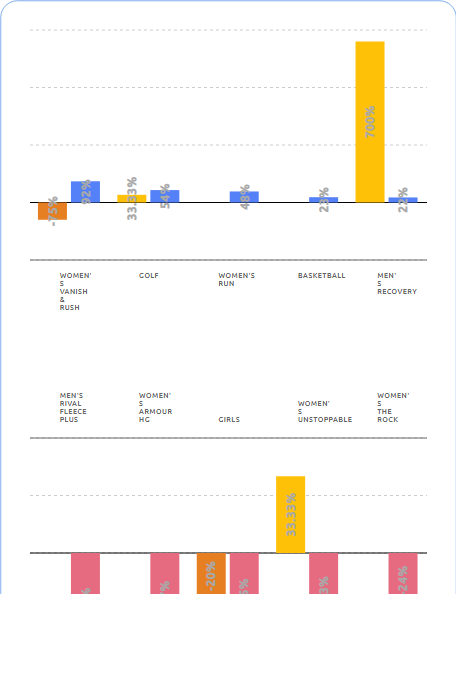 700%
-75%
92%
33.33%
54%
48%
23%
22%
WOMEN'
S
VANISH
&
RUSH
GOLF
WOMEN'S
RUN
BASKETBALL
MEN'
S
RECOVERY
MEN'S
RIVAL
FLEECE
PLUS
WOMEN'
S
ARMOUR
HG
GIRLS
WOMEN'
S
UNSTOPPABLE
WOMEN'
S
THE
ROCK
33.33%
-20%
-24%